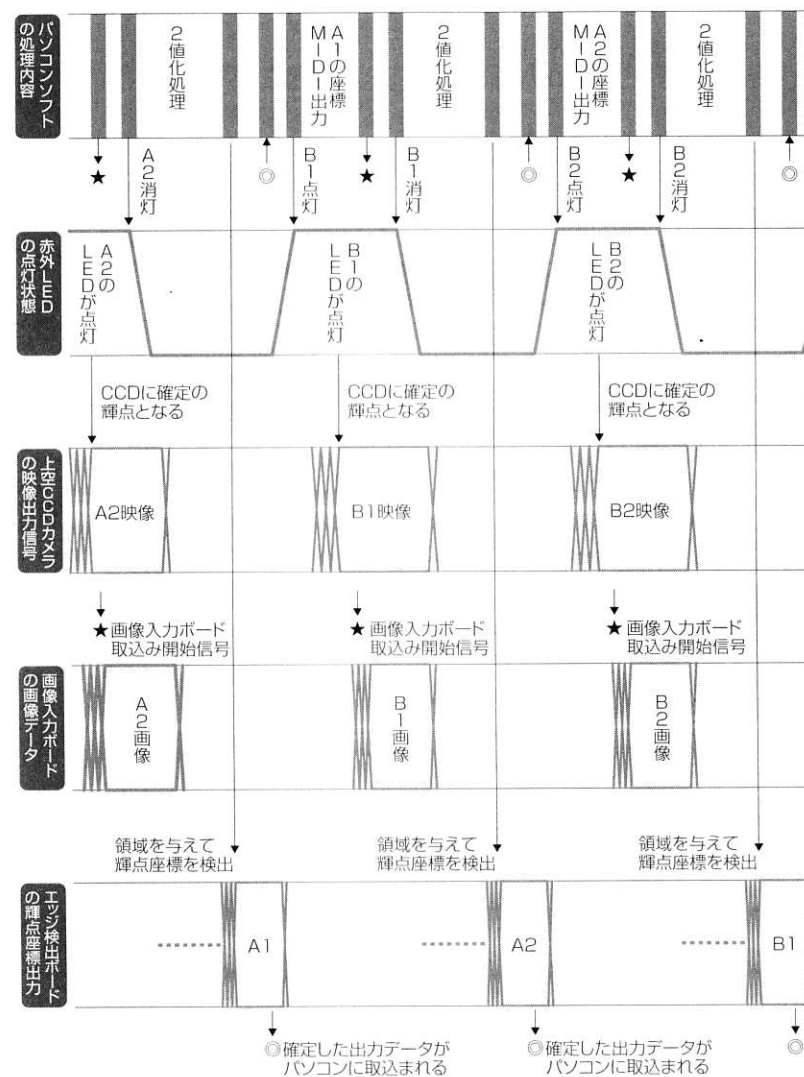 パソコンソフト
の処理内容
2値化処理
A1の座標
MIDI出力
2値化処理
A2の座標
MIDI出力
2値化処理
★
A2消灯
◎
B1点灯
★
B1消灯
◎
B2点灯
★
B2消灯
◎
赤外LED
の点灯状態
A2の
LEDが点灯
B1の
LEDが点灯
B2の
LEDが点灯
CCDに確定の
輝点となる
CCDに確定の
輝点となる
CCDに確定の
輝点となる
上空CCDカメラ
の映像出力信号
A2映像
B1映像
B2映像
★画像入力ボード
取込み開始信号
★画像入力ボード
取込み開始信号
★画像入力ボード
取込み開始信号
画像入力ボード
の画像データ
A2画像
B1画像
B2画像
領域を与えて
輝点座標を検出
領域を与えて
輝点座標を検出
領域を与えて
輝点座標を検出
エッジ検出ボード
の輝点座標出力
A1
A2
B1
◎確定した出力データが
パソコンに取込まれる
◎確定した出力データが
パソコンに取込まれる
◎